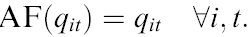 AF(q_{it}) = q_{it} ∀i, t.